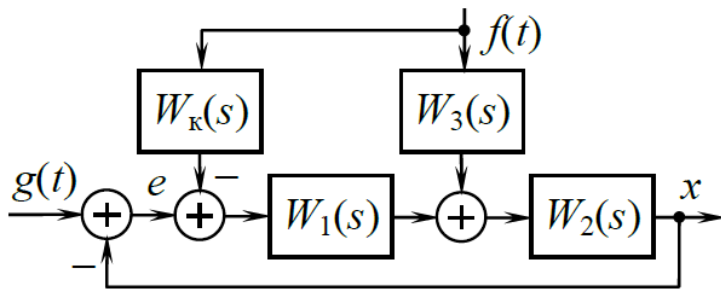 f(t)
Wк(s) W3(s)
g(t) e − x
+ + W1(s) + W2(s)
−